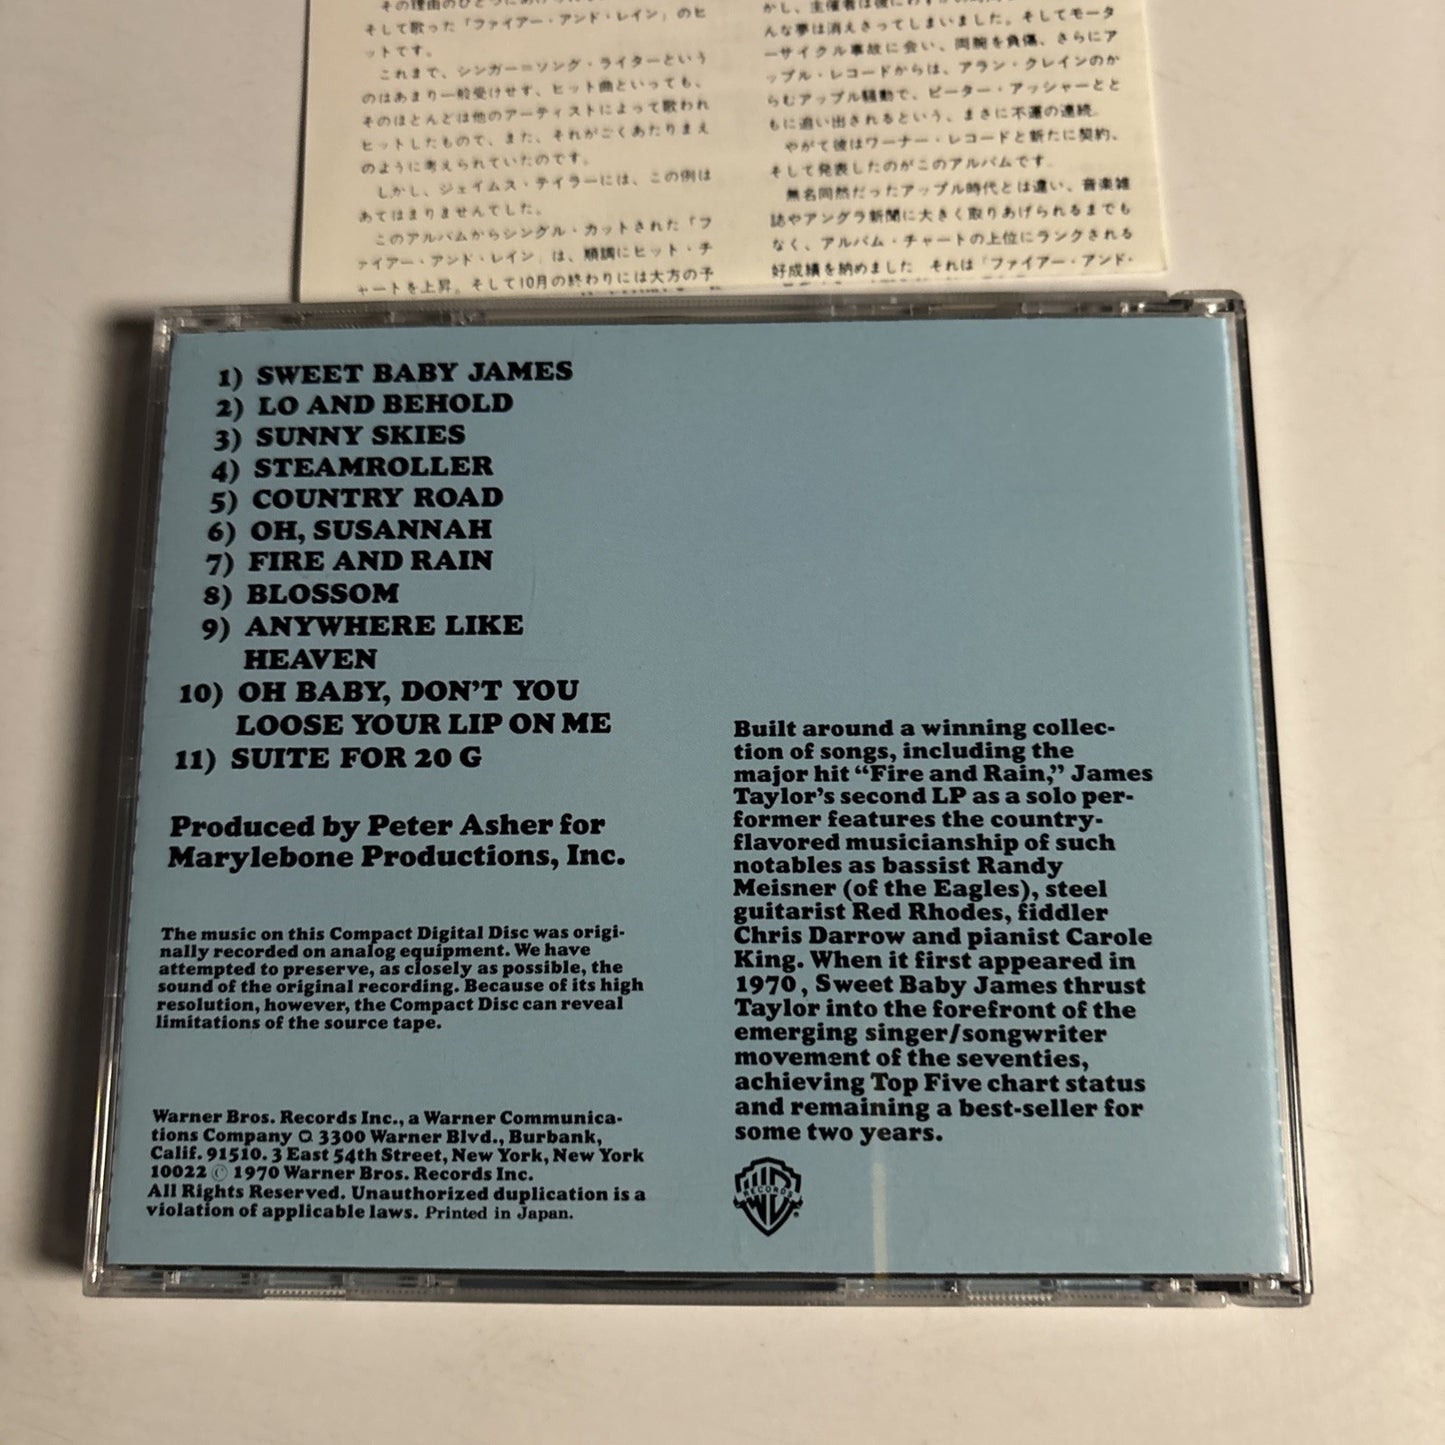 そして歌った「ファイアー・アンド・レイン」のヒ
ットです。
これまで、シンガー=ソング・ライターという
のはあまり一般受けせず、ヒット曲といっても、
そのほとんどは他のアーティストによって歌われ
ヒットしたもので、また、それがごくあたりまえ
のように考えられていたのです。
しかし、ジェイムス・テイラーには、この例は
あてはまりませんでした。
このアルバムからシングル・カットされた「フ
ァイアー・アンド・レイン」は、順調にヒット・チ
ャートを上昇。そして10月の終わりには大方の予
んな夢は消えさってしまいました。そしてモータ
ーサイクル事故に会い、両腕を負傷、さらにア
ップル・レコードからは、アラン・クレインのか
らむアップル騒動で、ピーター・アッシャーとと
もに追い出されるという、まさに不運の連続。
やがて彼はワーナー・レコードと新たに契約、
そして発表したのがこのアルバムです。
無名同然だったアップル時代とは違い、音楽雑
誌やアングラ新聞に大きく取りあげられるまでも
なく、アルバム・チャートの上位にランクされる
好成績を納めました それは「ファイアー・アンド・
1) SWEET BABY JAMES
2) LO AND BEHOLD
3) SUNNY SKIES
4) STEAMROLLER
5) COUNTRY ROAD
6) OH, SUSANNAH
7) FIRE AND RAIN
8) BLOSSOM
9) ANYWHERE LIKE
HEAVEN
10) OH BABY, DON'T YOU
LOOSE YOUR LIP ON ME
11) SUITE FOR 20 G
Produced by Peter Asher for
Marylebone Productions, Inc.
The music on this Compact Digital Disc was origi-
nally recorded on analog equipment. We have
attempted to preserve, as closely as possible, the
sound of the original recording. Because of its high
resolution, however, the Compact Disc can reveal
limitations of the source tape.
Warner Bros. Records Inc., a Warner Communica-
tions Company 3300 Warner Blvd., Burbank,
Calif. 91510. 3 East 54th Street, New York, New York
10022 © 1970 Warner Bros. Records Inc.
All Rights Reserved. Unauthorized duplication is a
violation of applicable laws. Printed in Japan.
Built around a winning collec-
tion of songs, including the
major hit “Fire and Rain,” James
Taylor's second LP as a solo per-
former features the country-
flavored musicianship of such
notables as bassist Randy
Meisner (of the Eagles), steel
guitarist Red Rhodes, fiddler
Chris Darrow and pianist Carole
King. When it first appeared in
1970, Sweet Baby James thrust
Taylor into the forefront of the
emerging singer/songwriter
movement of the seventies,
achieving Top Five chart status
and remaining a best-seller for
some two years.
RECORDS